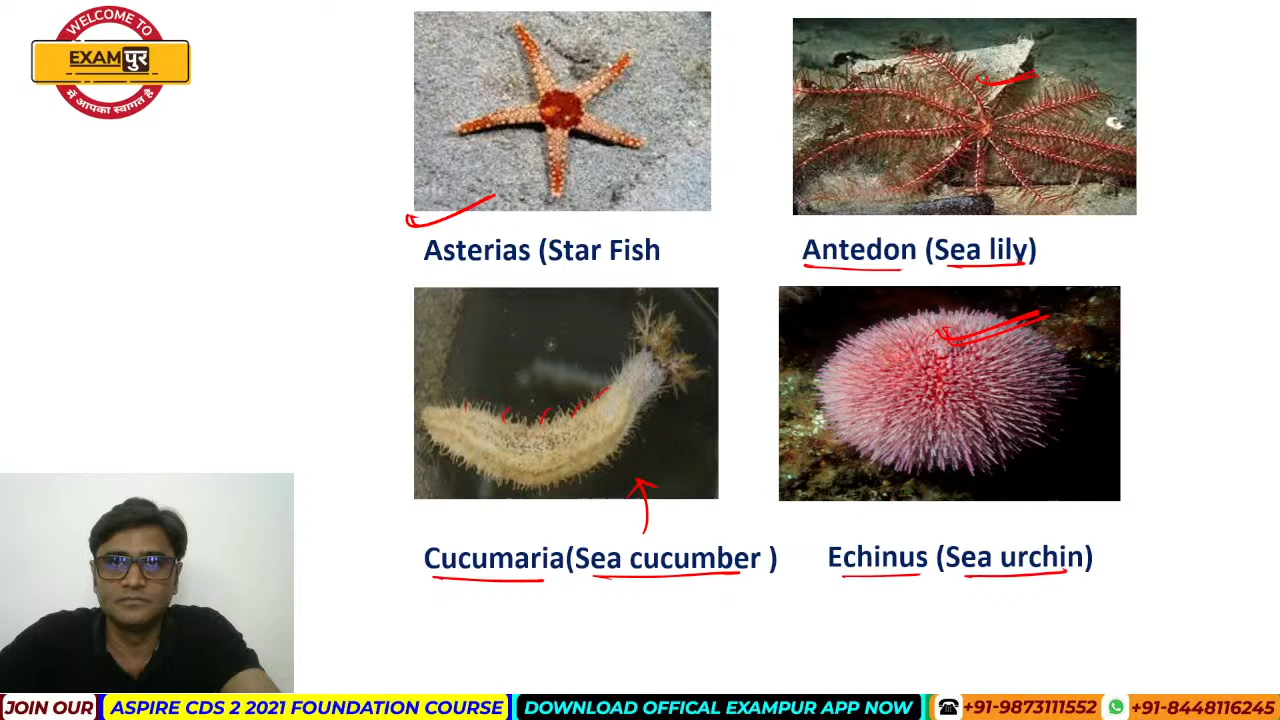 WELCOME TO
EXAMपुर
में आपका स्वागत है
Asterias (Star Fish
Antedon (Sea lily)
Cucumaria(Sea cucumber )
Echinus (Sea urchin)
JOIN OUR ASPIRE CDS 2 2021 FOUNDATION COURSE DOWNLOAD OFFICAL EXAMPUR APP NOW +91-9873111552 +91-8448116245